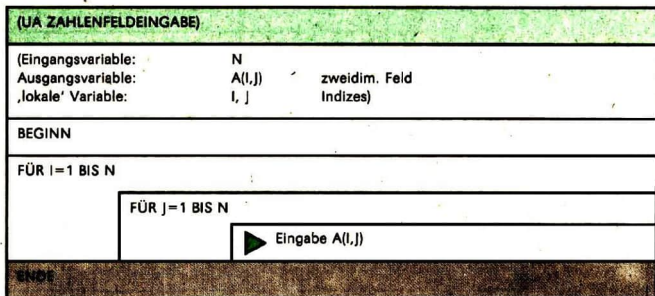 (UA ZAHLENFELDEINGABE)
(Eingangsvariable: N
Ausgangsvariable: A(I,J) zweidim. Feld
‚lokale' Variable: I, J Indizes)
BEGINN
FÜR I=1 BIS N
FÜR J=1 BIS N
Eingabe A(I,J)
ENDE